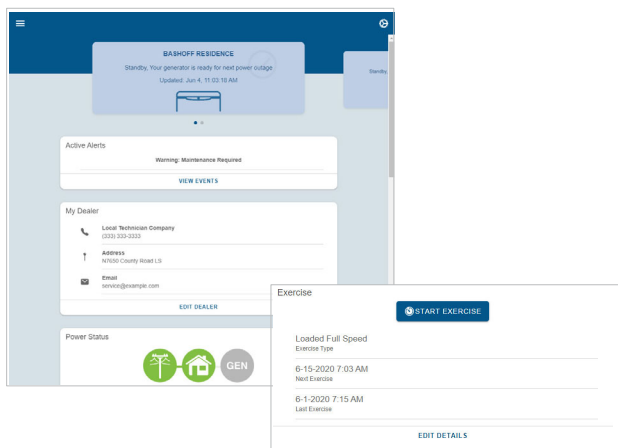 BASHOFF RESIDENCE
Standby, Your generator is ready for next power outage
Updated: Jun 4, 11:03:18 AM
Standby,
Active Alerts
Warning: Maintenance Required
VIEW EVENTS
My Dealer
Local Technician Company
(333) 333-3333
Address
N7650 County Road LS
Email
service@example.com
EDIT DEALER
Power Status
GEN
Exercise
START EXERCISE
Loaded Full Speed
Exercise Type
6-15-2020 7:03 AM
Next Exercise
6-1-2020 7:15 AM
Last Exercise
EDIT DETAILS